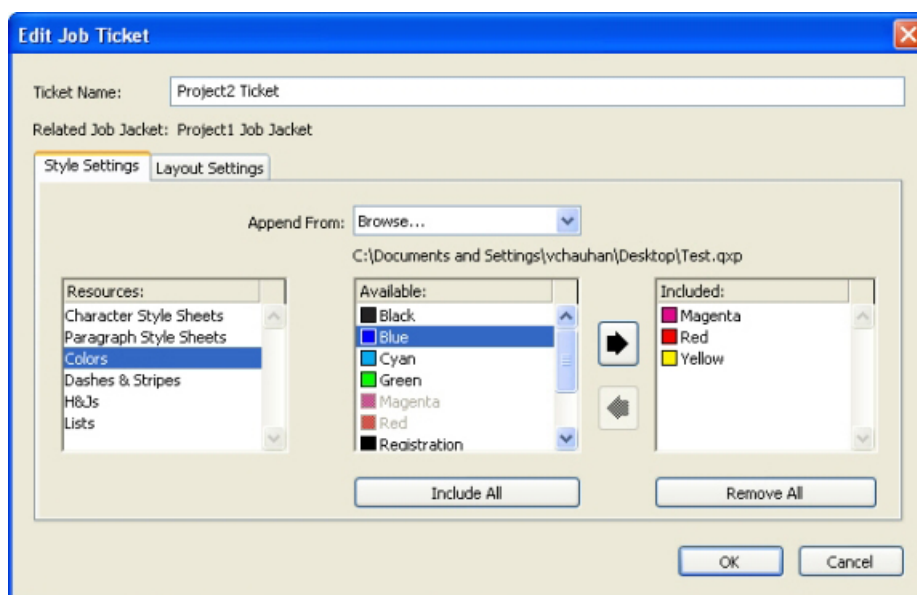 Edit Job Ticket
Ticket Name: Project2 Ticket
Related Job Jacket: Project1 Job Jacket
Style Settings Layout Settings
Append From: Browse...
C:\Documents and Settings\vchauhan\Desktop\Test.qxp
Resources:
Character Style Sheets
Paragraph Style Sheets
Colors
Dashes & Stripes
H&Js
Lists
Available:
Black
Blue
Cyan
Green
Magenta
Red
Registration
Include All
Included:
Magenta
Red
Yellow
Remove All
OK Cancel